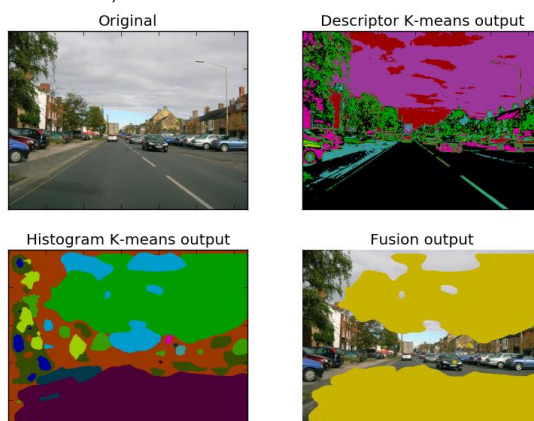 Original
Descriptor K-means output
Histogram K-means output
Fusion output